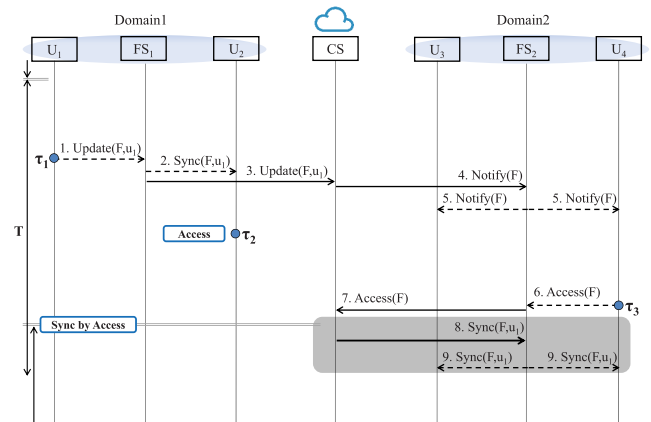 Domain1
Domain2
U₁
FS₁
U₂
CS
U₃
FS₂
U₄
τ₁
1. Update(F,u₁)
2. Sync(F,u₁)
3. Update(F,u₁)
4. Notify(F)
5. Notify(F)
5. Notify(F)
T
Access
τ₂
6. Access(F)
τ₃
7. Access(F)
Sync by Access
8. Sync(F,u₁)
9. Sync(F,u₁)
9. Sync(F,u₁)